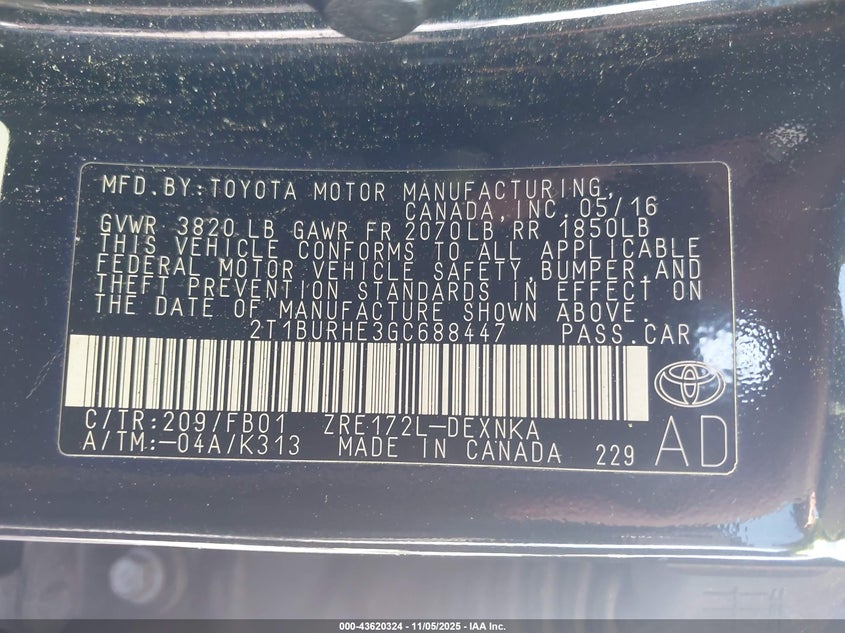 MFD. BY: TOYOTA MOTOR MANUFACTURING,
CANADA, INC. 05/16
GVWR 3820 LB GAWR FR 2070LB RR 1850LB
THIS VEHICLE CONFORMS TO ALL APPLICABLE
FEDERAL MOTOR VEHICLE SAFETY, BUMPER, AND
THEFT PREVENTION STANDARDS IN EFFECT ON
THE DATE OF MANUFACTURE SHOWN ABOVE.
2T1BURHE3GC688447 PASS. CAR
C/TR: 209/FB01 ZRE172L-DEXNKA
A/TM: -04A/K313 MADE IN CANADA 229 AD
000-43620324 | 11/05/2025 - IAA Inc.